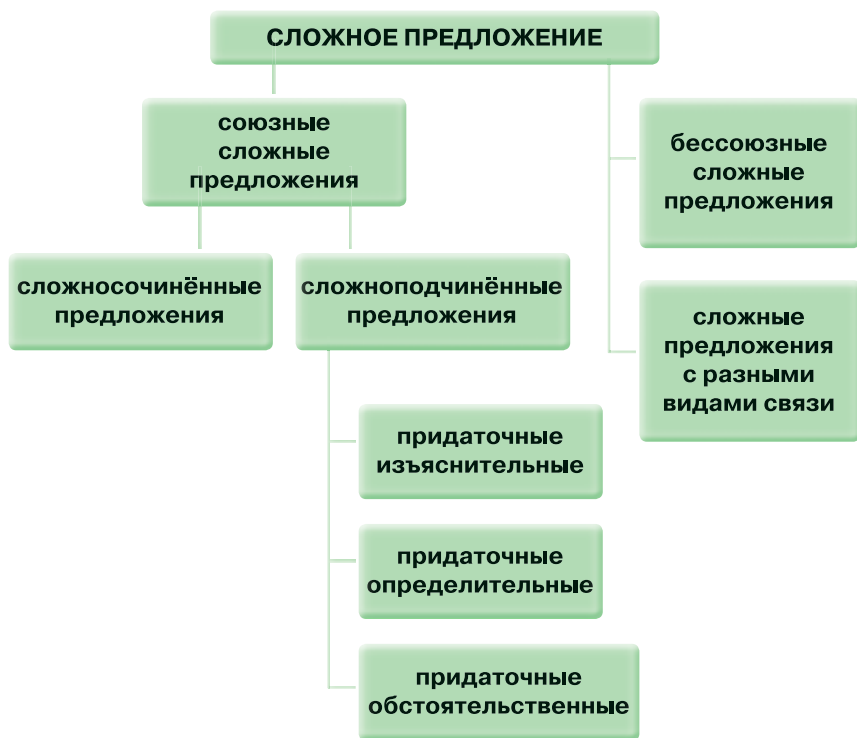 СЛОЖНОЕ ПРЕДЛОЖЕНИЕ
союзные
сложные
предложения
бессоюзные
сложные
предложения
сложносочинённые
предложения
сложноподчинённые
предложения
сложные
предложения
с разными
видами связи
придаточные
изъяснительные
придаточные
определительные
придаточные
обстоятельственные